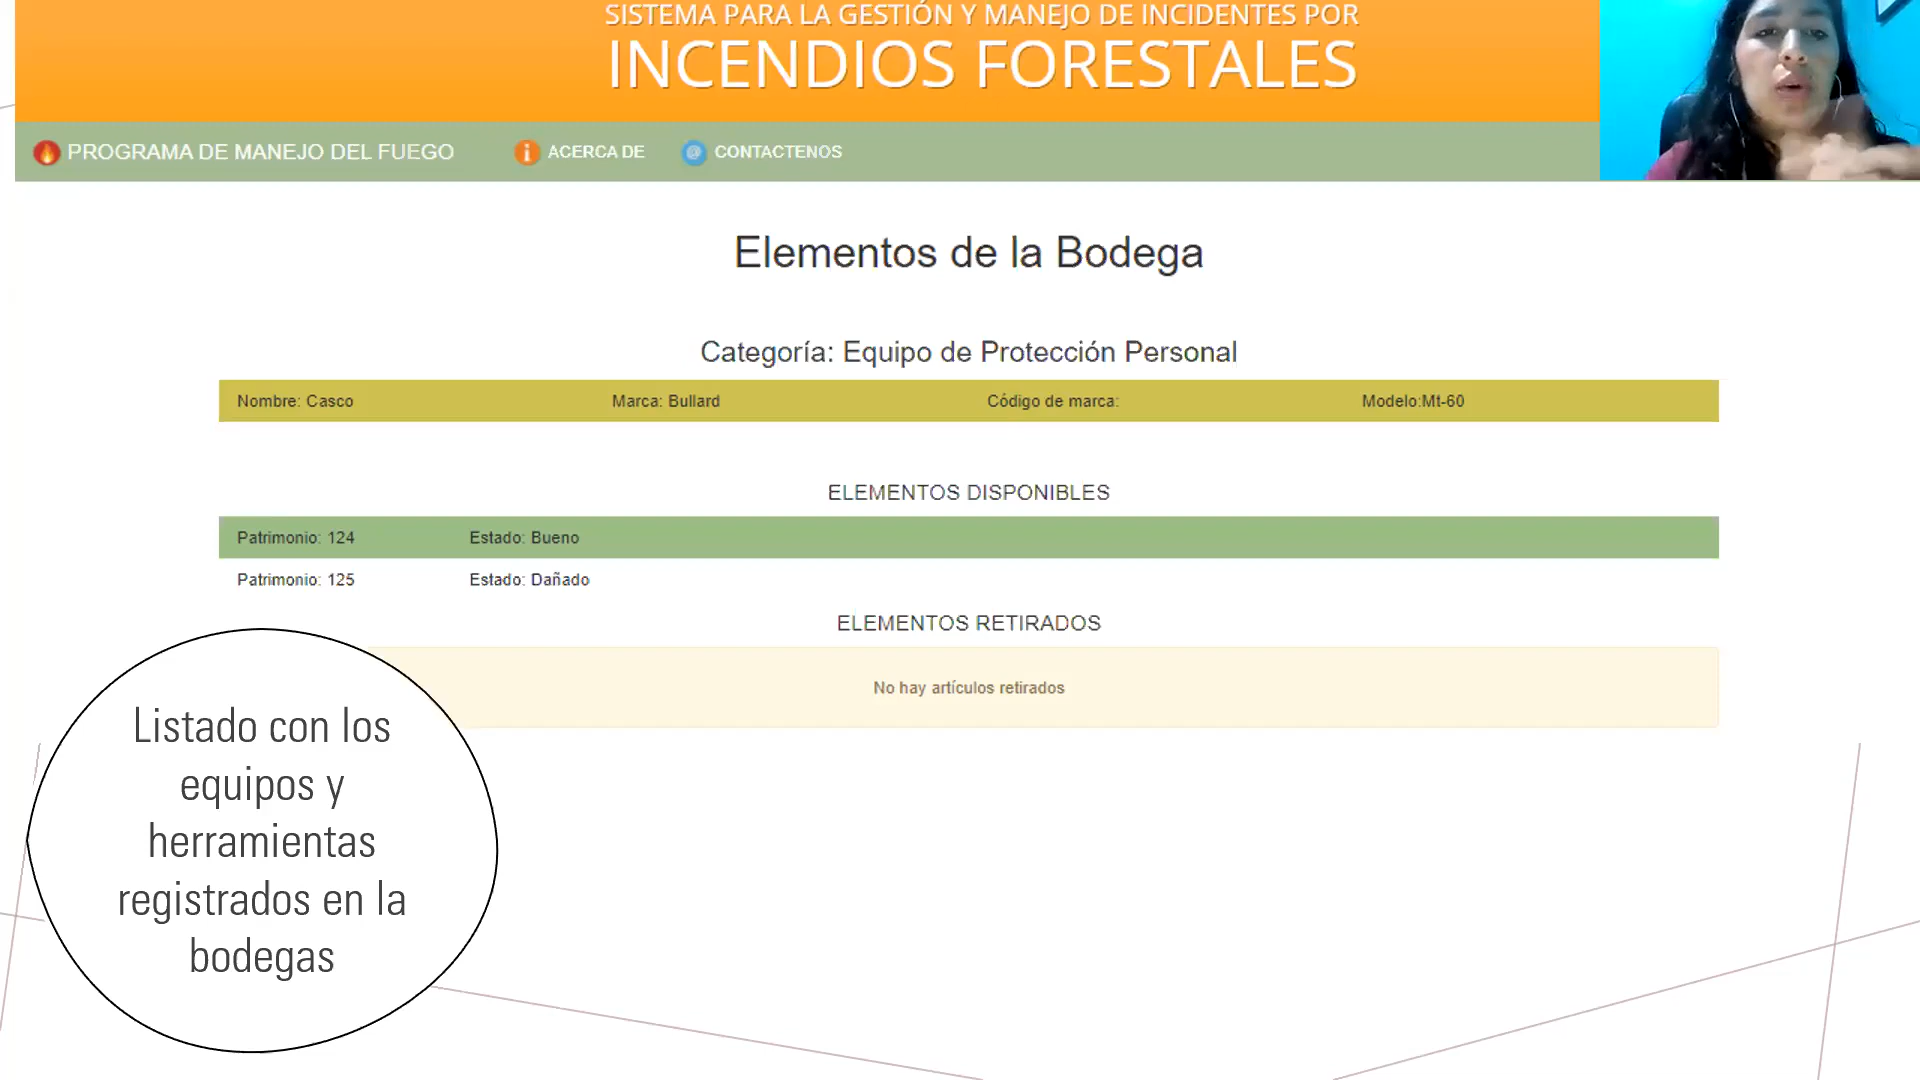 SISTEMA PARA LA GESTIÓN Y MANEJO DE INCIDENTES POR
INCENDIOS FORESTALES
PROGRAMA DE MANEJO DEL FUEGO ACERCA DE CONTACTENOS
Elementos de la Bodega
Categoría: Equipo de Protección Personal
Nombre: Casco Marca: Bullard Código de marca: Modelo:Mt-60
ELEMENTOS DISPONIBLES
Patrimonio: 124 Estado: Bueno
Patrimonio: 125 Estado: Dañado
ELEMENTOS RETIRADOS
No hay artículos retirados
Listado con los
equipos y
herramientas
registrados en la
bodegas